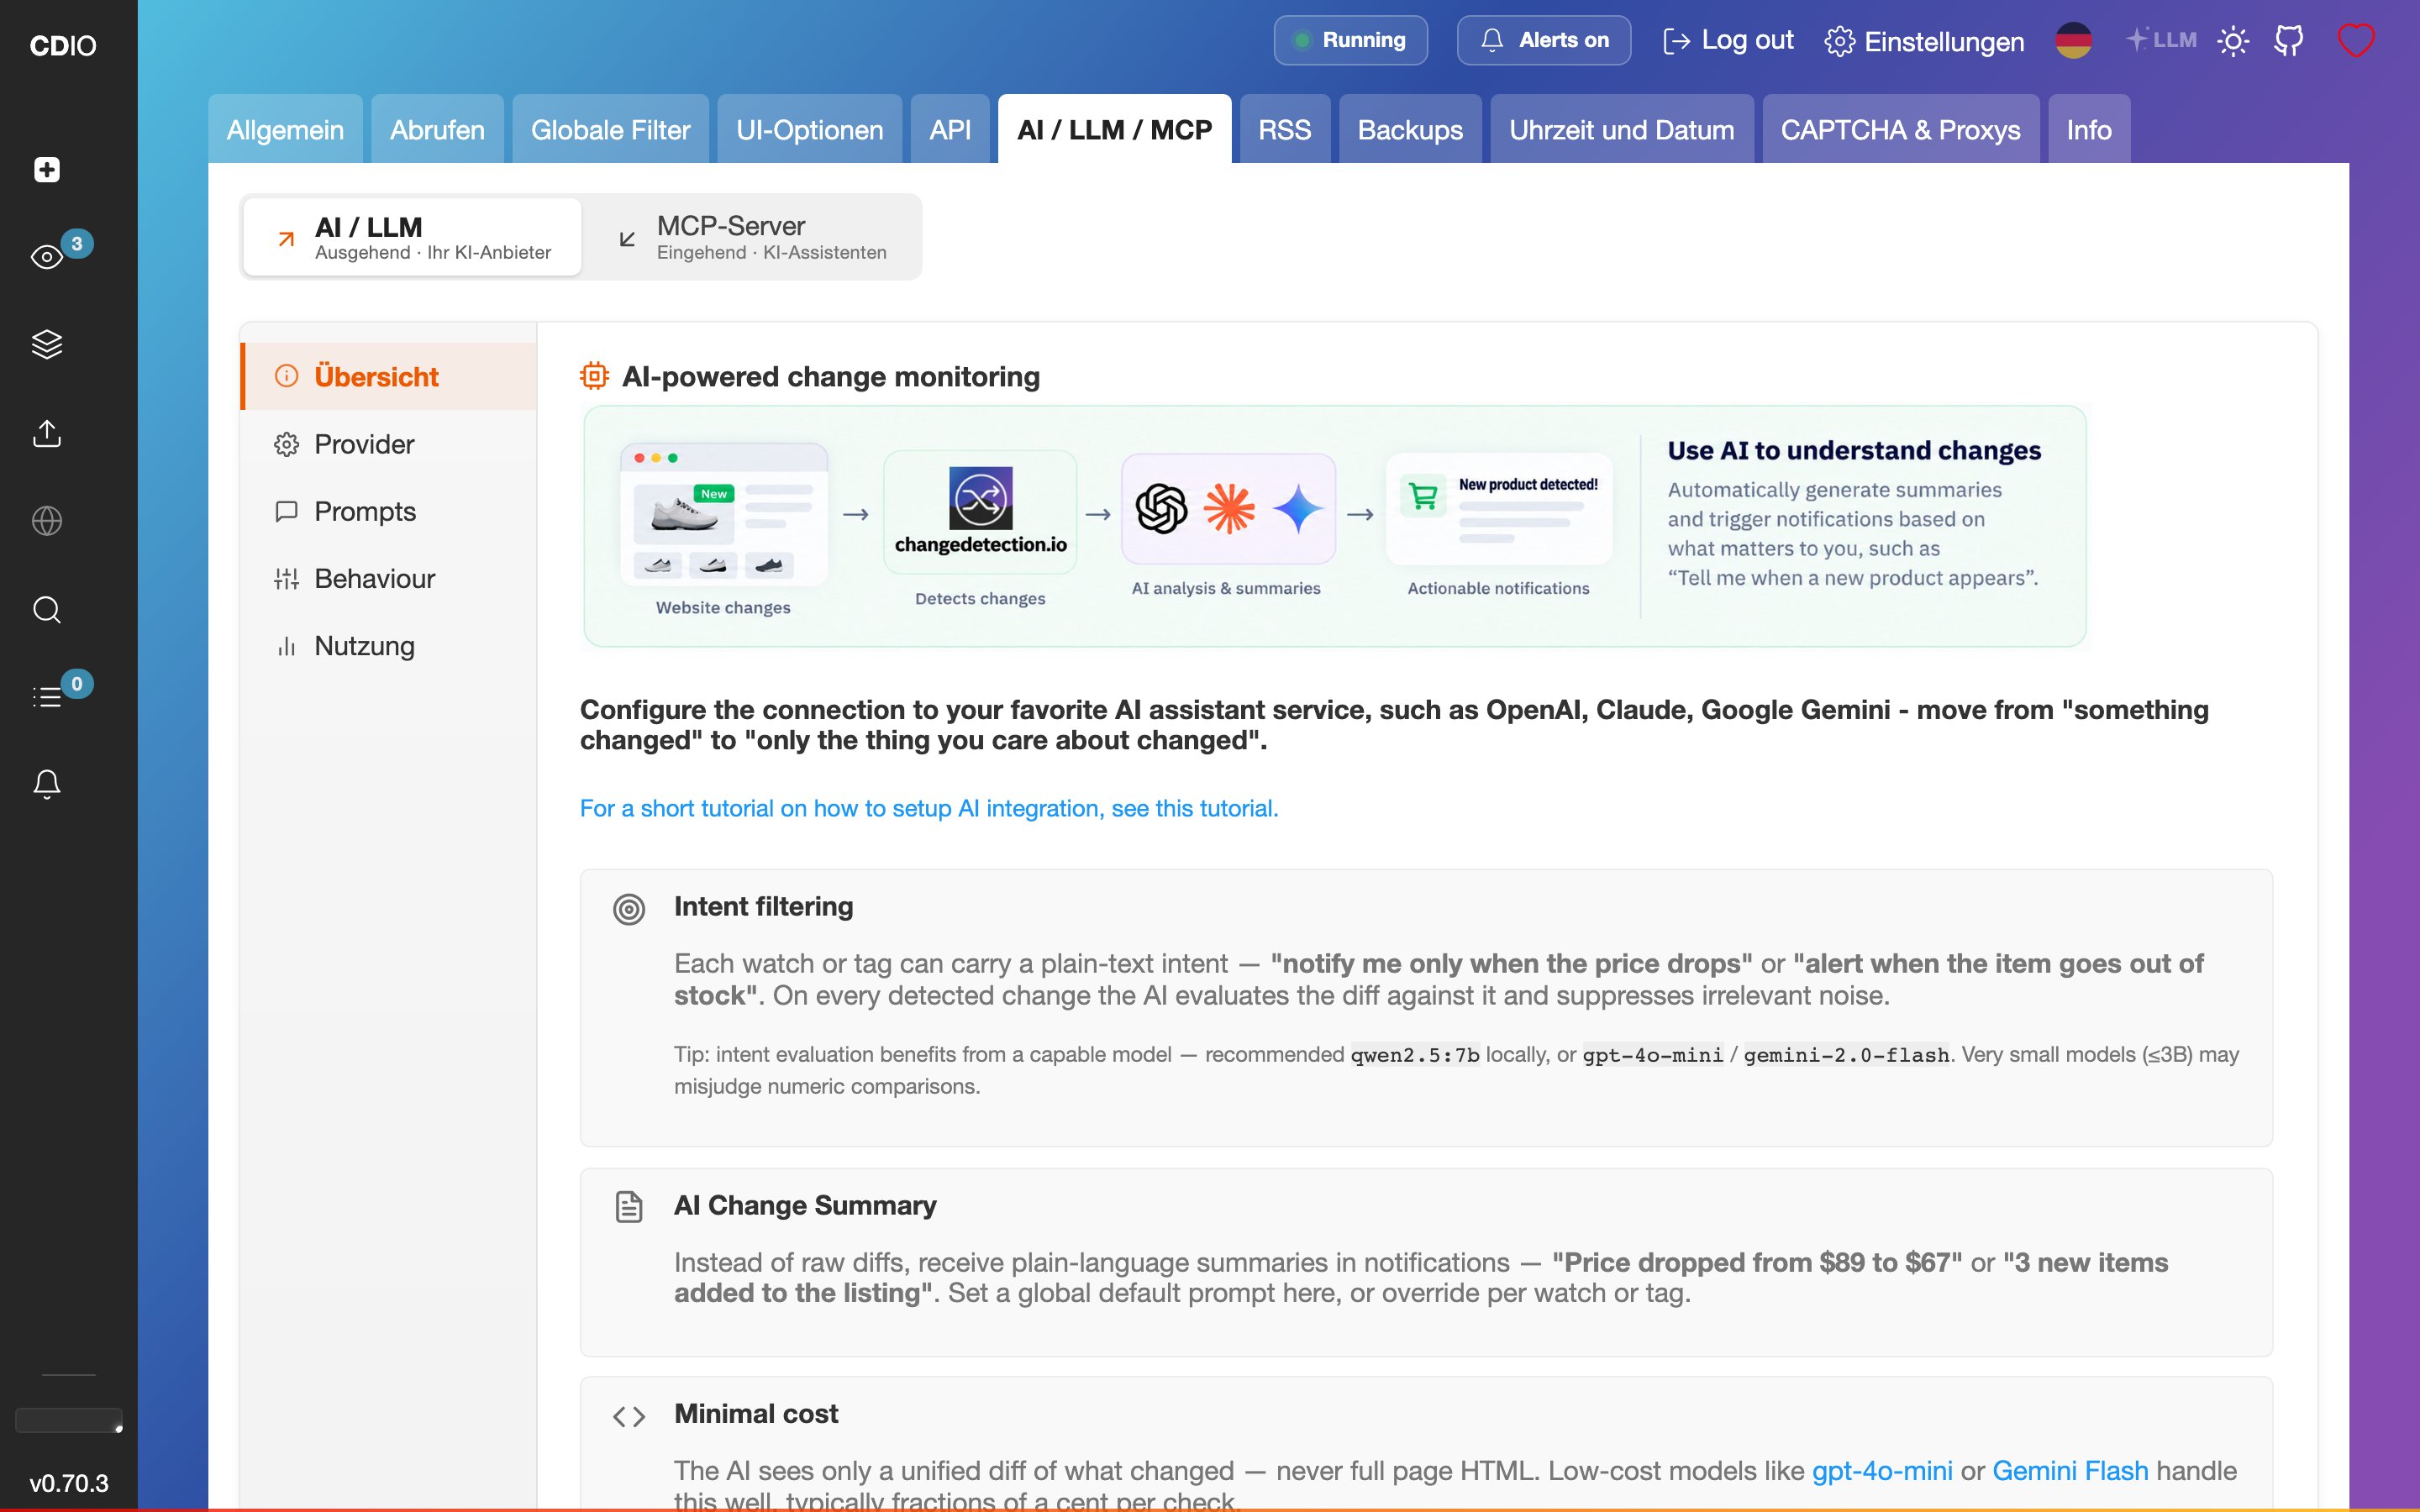 CDIO
Running
Alerts on
Log out
Einstellungen
LLM
Allgemein
Abrufen
Globale Filter
UI-Optionen
API
AI / LLM / MCP
RSS
Backups
Uhrzeit und Datum
CAPTCHA & Proxys
Info
3
0
v0.70.3
AI / LLM
Ausgehend · Ihr KI-Anbieter
MCP-Server
Eingehend · KI-Assistenten
Übersicht
Provider
Prompts
Behaviour
Nutzung
AI-powered change monitoring
New
Website changes
changedetection.io
Detects changes
AI analysis & summaries
New product detected!
Actionable notifications
Use AI to understand changes
Automatically generate summaries
and trigger notifications based on
what matters to you, such as
“Tell me when a new product appears”.
Configure the connection to your favorite AI assistant service, such as OpenAI, Claude, Google Gemini - move from "something
changed" to "only the thing you care about changed".
For a short tutorial on how to setup AI integration, see this tutorial.
Intent filtering
Each watch or tag can carry a plain-text intent — "notify me only when the price drops" or "alert when the item goes out of
stock". On every detected change the AI evaluates the diff against it and suppresses irrelevant noise.
Tip: intent evaluation benefits from a capable model — recommended qwen2.5:7b locally, or gpt-4o-mini / gemini-2.0-flash. Very small models (≤3B) may
misjudge numeric comparisons.
AI Change Summary
Instead of raw diffs, receive plain-language summaries in notifications — "Price dropped from $89 to $67" or "3 new items
added to the listing". Set a global default prompt here, or override per watch or tag.
Minimal cost
The AI sees only a unified diff of what changed — never full page HTML. Low-cost models like gpt-4o-mini or Gemini Flash handle
this well, typically fractions of a cent per check.